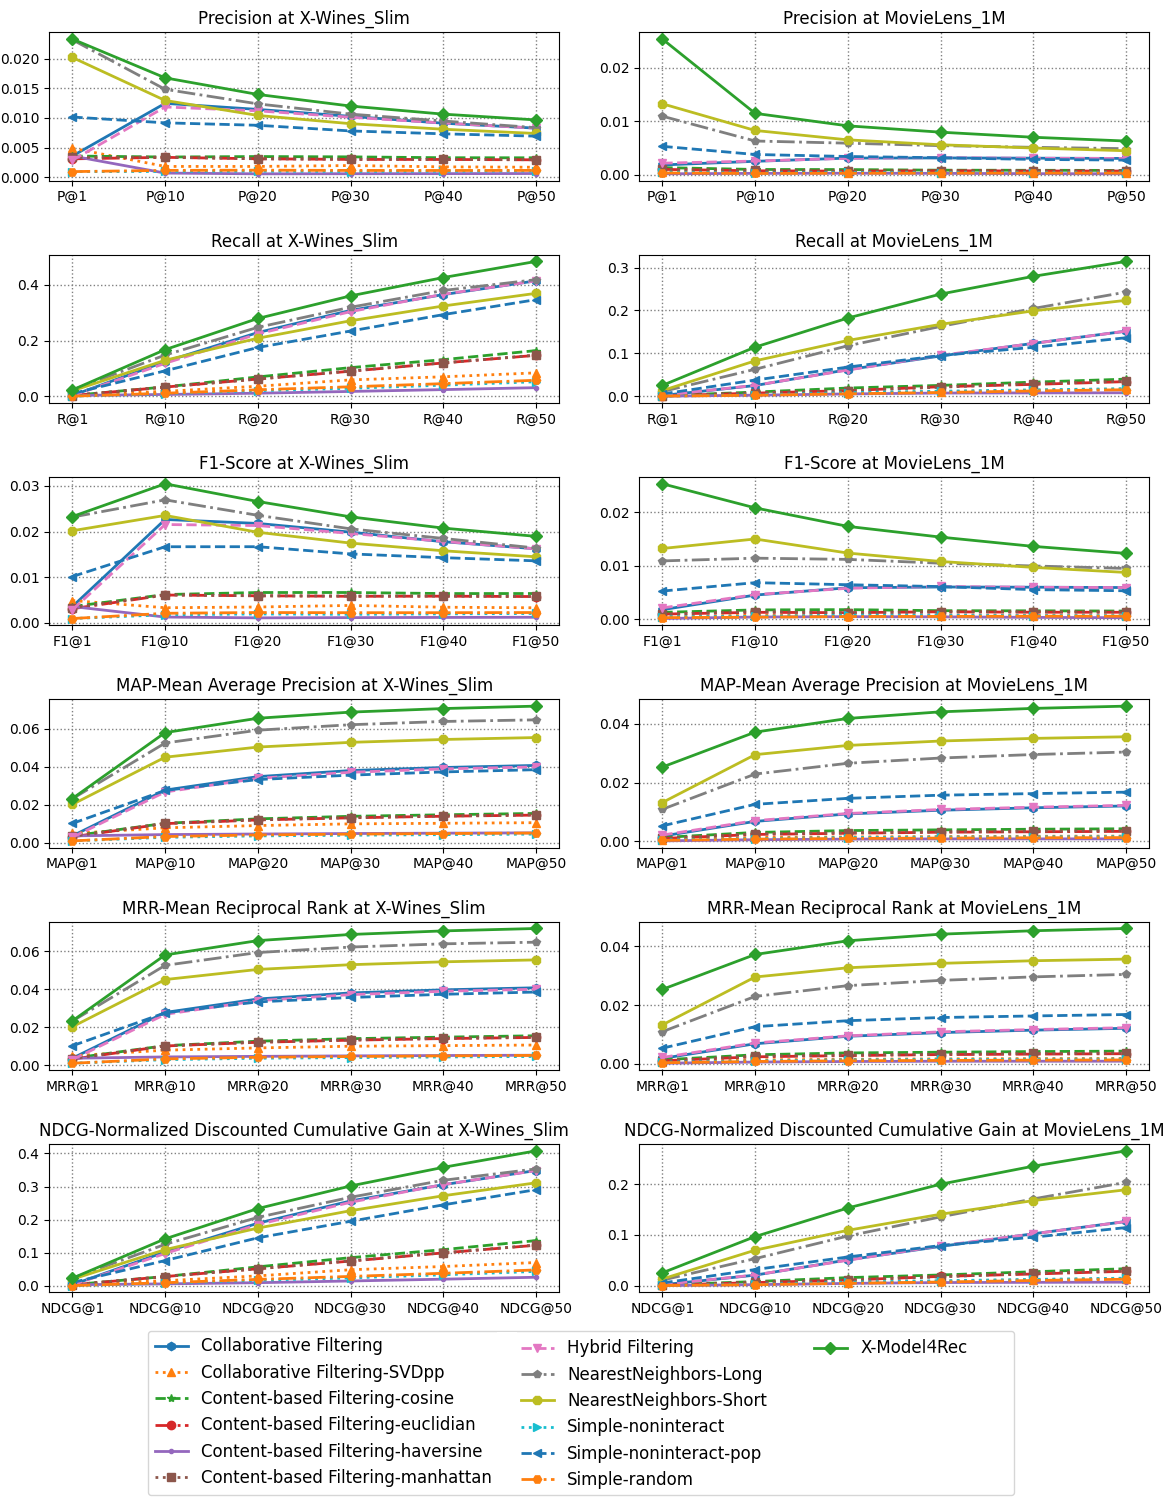 Precision at X-Wines_Slim
0.020
0.015
0.010
0.005
0.000
P@1 P@10 P@20 P@30 P@40 P@50
Precision at MovieLens_1M
0.02
0.01
0.00
P@1 P@10 P@20 P@30 P@40 P@50
Recall at X-Wines_Slim
0.4
0.2
0.0
R@1 R@10 R@20 R@30 R@40 R@50
Recall at MovieLens_1M
0.3
0.2
0.1
0.0
R@1 R@10 R@20 R@30 R@40 R@50
F1-Score at X-Wines_Slim
0.03
0.02
0.01
0.00
F1@1 F1@10 F1@20 F1@30 F1@40 F1@50
F1-Score at MovieLens_1M
0.02
0.01
0.00
F1@1 F1@10 F1@20 F1@30 F1@40 F1@50
MAP-Mean Average Precision at X-Wines_Slim
0.06
0.04
0.02
0.00
MAP@1 MAP@10 MAP@20 MAP@30 MAP@40 MAP@50
MAP-Mean Average Precision at MovieLens_1M
0.04
0.02
0.00
MAP@1 MAP@10 MAP@20 MAP@30 MAP@40 MAP@50
MRR-Mean Reciprocal Rank at X-Wines_Slim
0.06
0.04
0.02
0.00
MRR@1 MRR@10 MRR@20 MRR@30 MRR@40 MRR@50
MRR-Mean Reciprocal Rank at MovieLens_1M
0.04
0.02
0.00
MRR@1 MRR@10 MRR@20 MRR@30 MRR@40 MRR@50
NDCG-Normalized Discounted Cumulative Gain at X-Wines_Slim
0.4
0.3
0.2
0.1
0.0
NDCG@1 NDCG@10 NDCG@20 NDCG@30 NDCG@40 NDCG@50
NDCG-Normalized Discounted Cumulative Gain at MovieLens_1M
0.2
0.1
0.0
NDCG@1 NDCG@10 NDCG@20 NDCG@30 NDCG@40 NDCG@50
Collaborative Filtering
Collaborative Filtering-SVDpp
Content-based Filtering-cosine
Content-based Filtering-euclidian
Content-based Filtering-haversine
Content-based Filtering-manhattan
Hybrid Filtering
NearestNeighbors-Long
NearestNeighbors-Short
Simple-noninteract
Simple-noninteract-pop
Simple-random
X-Model4Rec